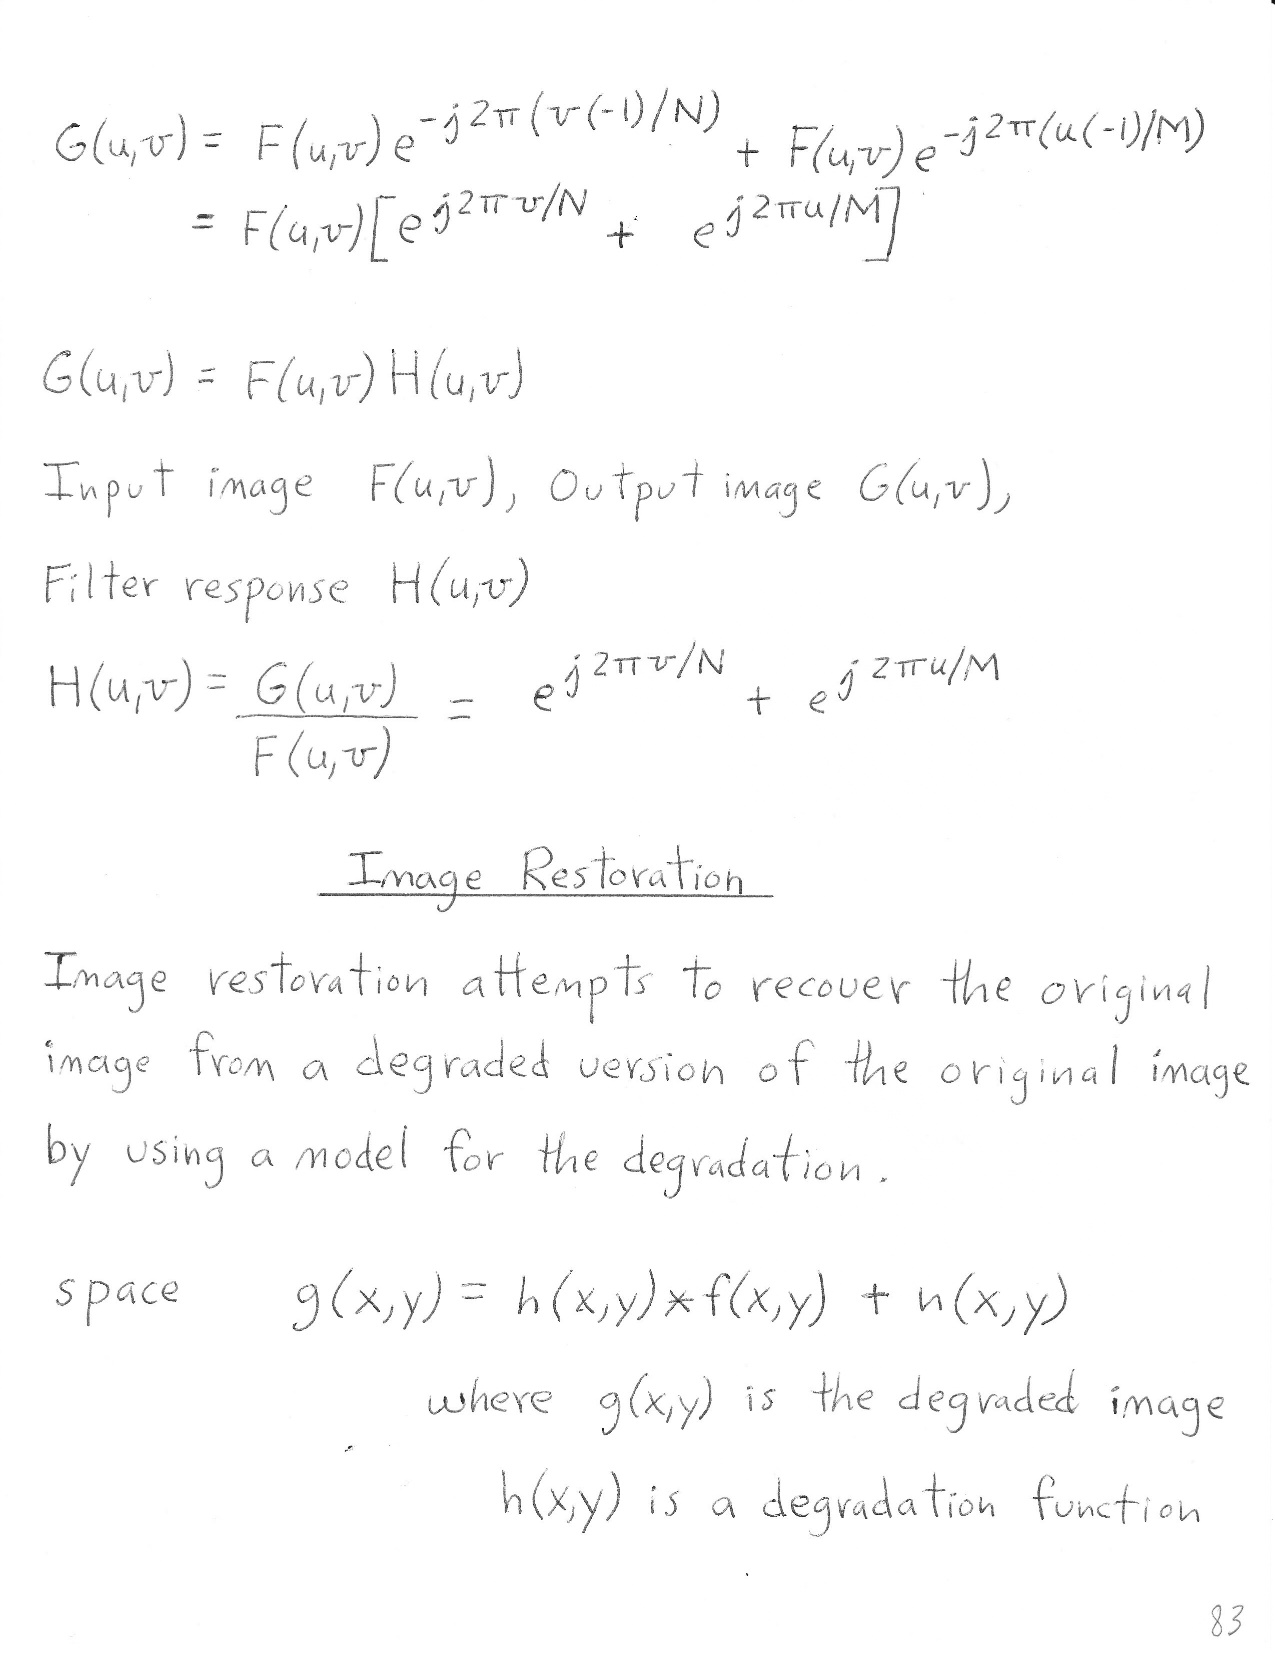 G(u,v) = F(u,v) e^{-j2π(v(-1)/N)} + F(u,v) e^{-j2π(u(-1)/M)}
= F(u,v)[e^{j2πv/N} + e^{j2πu/M}]
G(u,v) = F(u,v) H(u,v)
Input image F(u,v), Output image G(u,v),
Filter response H(u,v)
H(u,v) = G(u,v)/F(u,v) = e^{j2πv/N} + e^{j2πu/M}
Image Restoration
Image restoration attempts to recover the original
image from a degraded version of the original image
by using a model for the degradation.
space g(x,y) = h(x,y)*f(x,y) + n(x,y)
where g(x,y) is the degraded image
h(x,y) is a degradation function
83